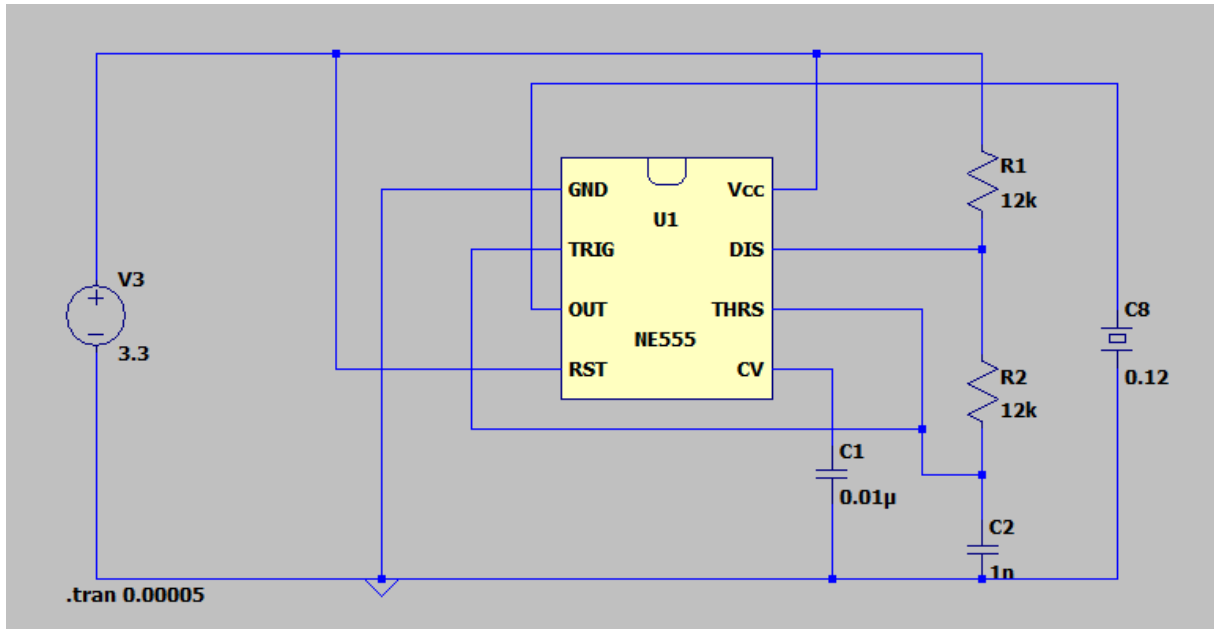 V3
3.3
GND
TRIG
OUT
RST
U1
NE555
Vcc
DIS
THRS
CV
R1
12k
R2
12k
C8
0.12
C1
0.01µ
C2
1n
.tran 0.00005